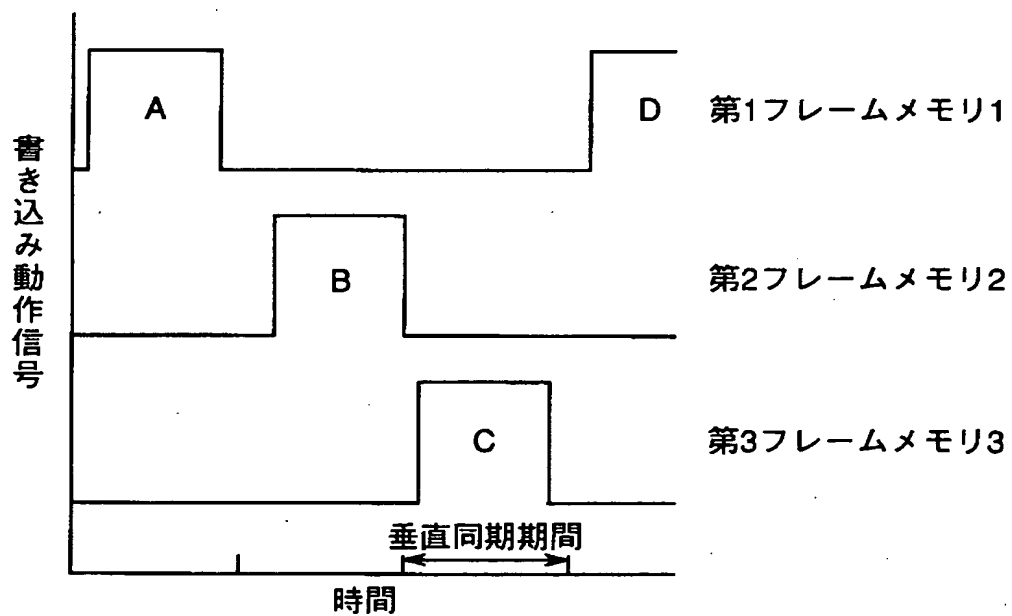 A
D
第1フレームメモリ1
書き込み動作信号
B
第2フレームメモリ2
C
第3フレームメモリ3
垂直同期期間
時間